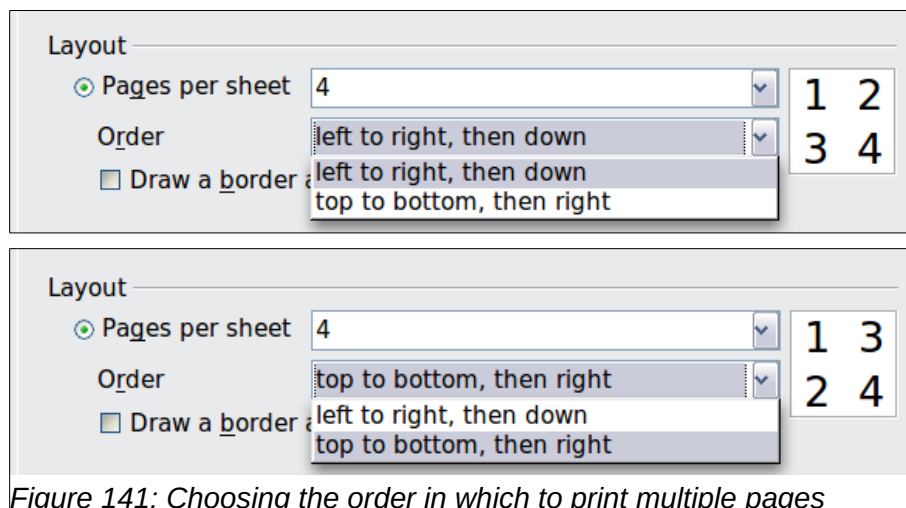 Layout
Pages per sheet 4
1 2
Order left to right, then down
3 4
left to right, then down
Draw a border a
top to bottom, then right
Layout
Pages per sheet 4
1 3
Order top to bottom, then right
2 4
left to right, then down
Draw a border a
top to bottom, then right
Figure 141: Choosing the order in which to print multiple pages